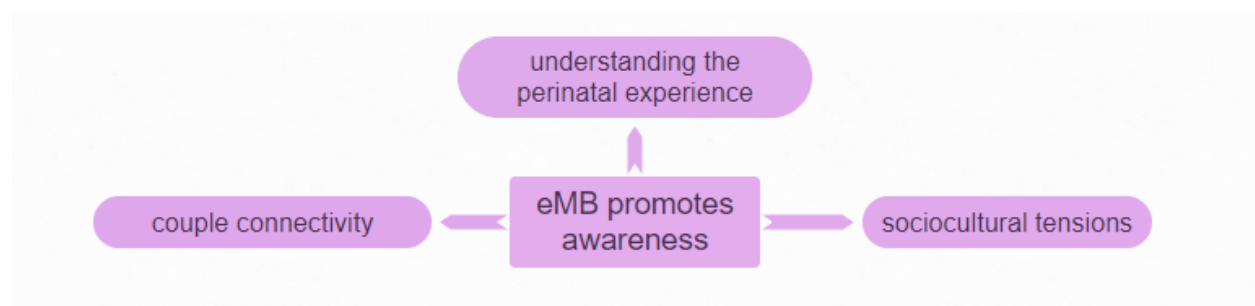 understanding the
perinatal experience
couple connectivity
eMB promotes
awareness
sociocultural tensions